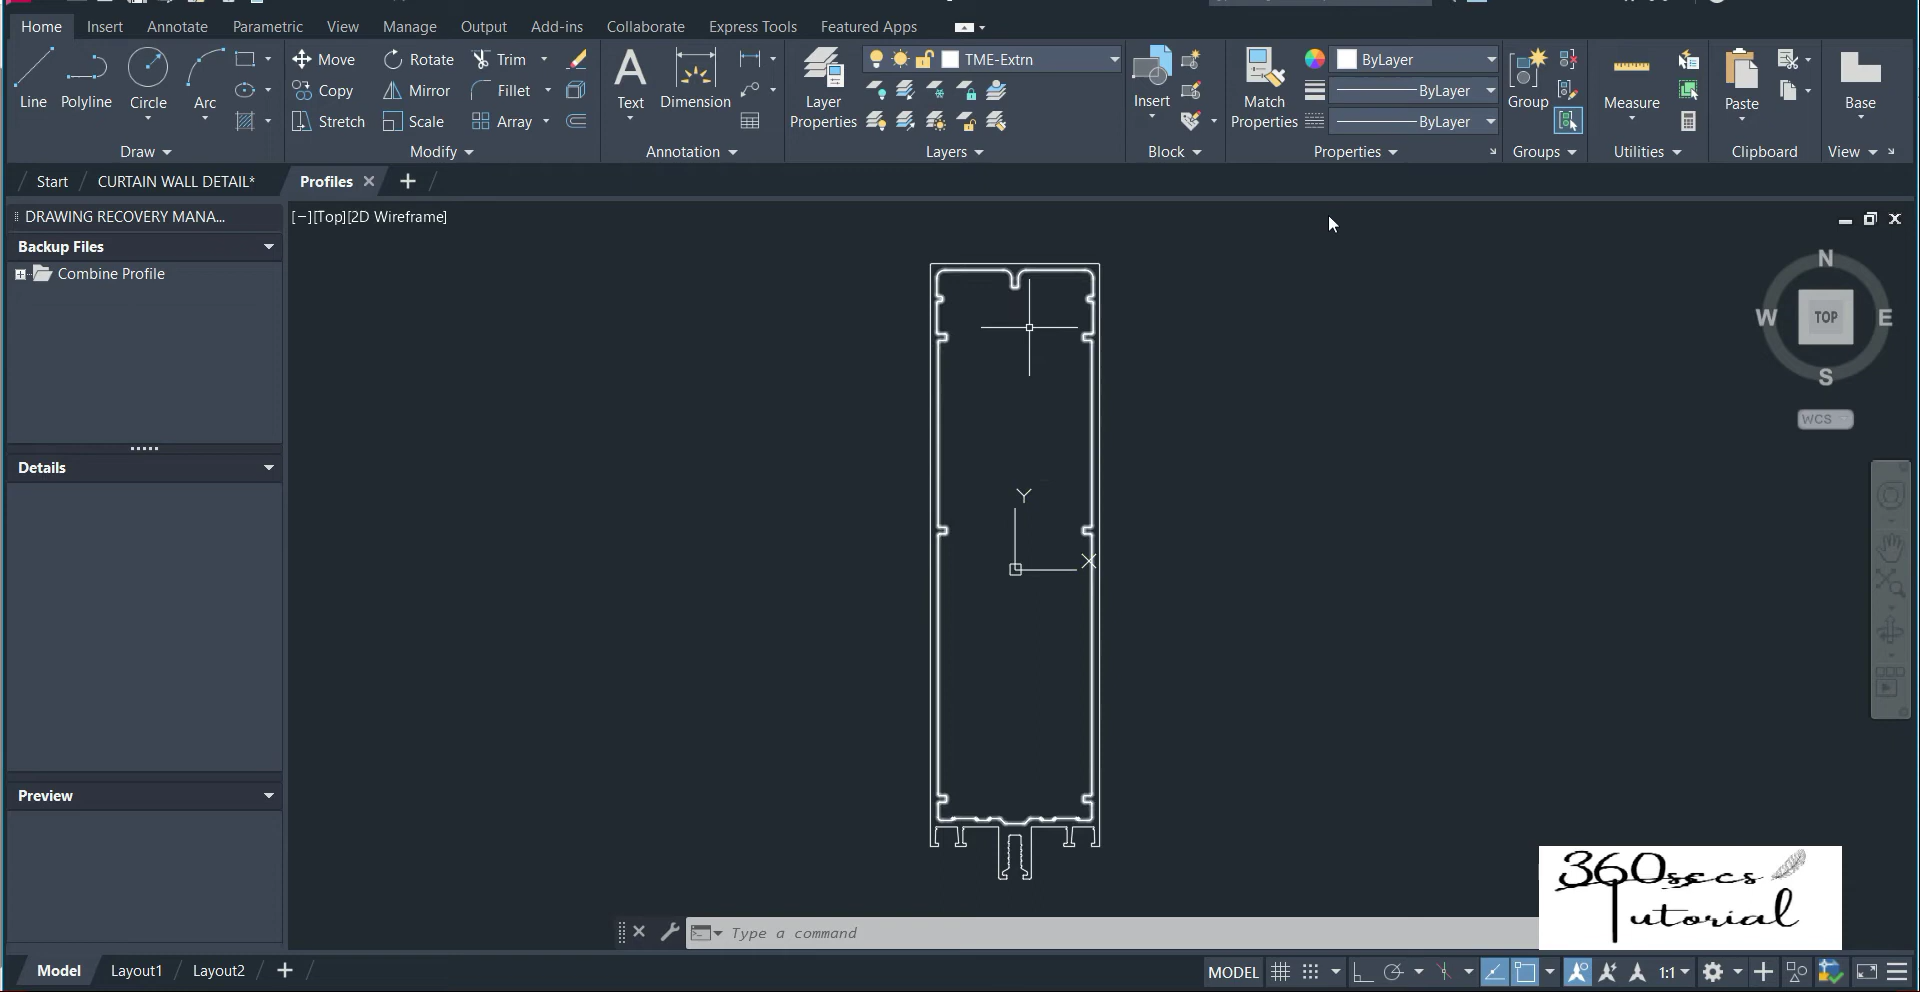 Home Insert Annotate Parametric View Manage Output Add-ins Collaborate Express Tools Featured Apps
Line Polyline Circle Arc
Move Rotate Trim
Copy Mirror Fillet
Stretch Scale Array
Text Dimension
Layer Properties
TME-Extrn
Insert
Match Properties
ByLayer
ByLayer
ByLayer
Group Measure Paste Base
Draw Modify Annotation Layers Block Properties Groups Utilities Clipboard View
Start CURTAIN WALL DETAIL* Profiles
DRAWING RECOVERY MANA...
[−][Top][2D Wireframe]
Backup Files
Combine Profile
N
W TOP E
S
WCS
Details
Y
X
Preview
360secs
Tutorial
Type a command
Model Layout1 Layout2
MODEL 1:1